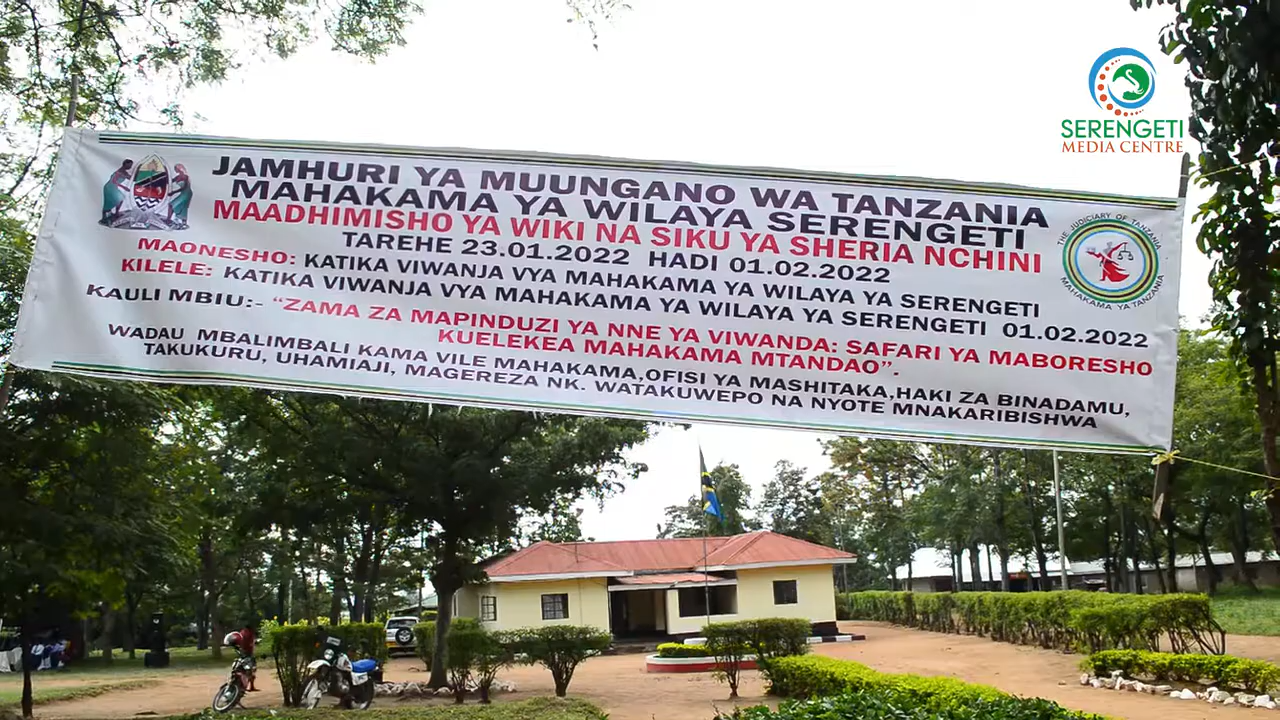 SERENGETI
MEDIA CENTRE
JAMHURI YA MUUNGANO WA TANZANIA
MAHAKAMA YA WILAYA SERENGETI
MAADHIMISHO YA WIKI NA SIKU YA SHERIA NCHINI
TAREHE 23.01.2022 HADI 01.02.2022
MAONESHO: KATIKA VIWANJA VYA MAHAKAMA YA WILAYA YA SERENGETI
KILELE: KATIKA VIWANJA VYA MAHAKAMA YA WILAYA YA SERENGETI 01.02.2022
KAULI MBIU:- “ZAMA ZA MAPINDUZI YA NNE YA VIWANDA: SAFARI YA MABORESHO
KUELEKEA MAHAKAMA MTANDAO”.
WADAU MBALIMBALI KAMA VILE MAHAKAMA,OFISI YA MASHITAKA,HAKI ZA BINADAMU,
TAKUKURU, UHAMIAJI, MAGEREZA NK. WATAKUWEPO NA NYOTE MNAKARIBISHWA
THE JUDICIARY OF TANZANIA
MAHAKAMA YA TANZANIA